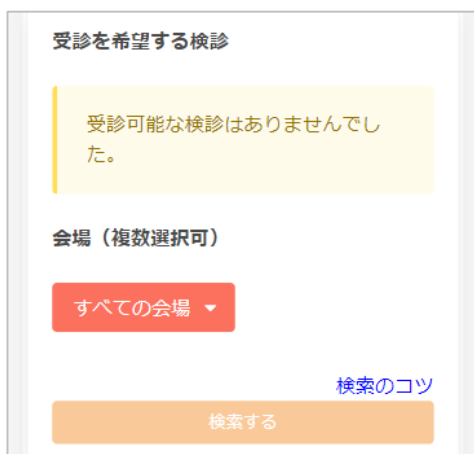 受診を希望する検診
受診可能な検診はありませんでし
た。
会場（複数選択可）
すべての会場
検索のコツ
検索する